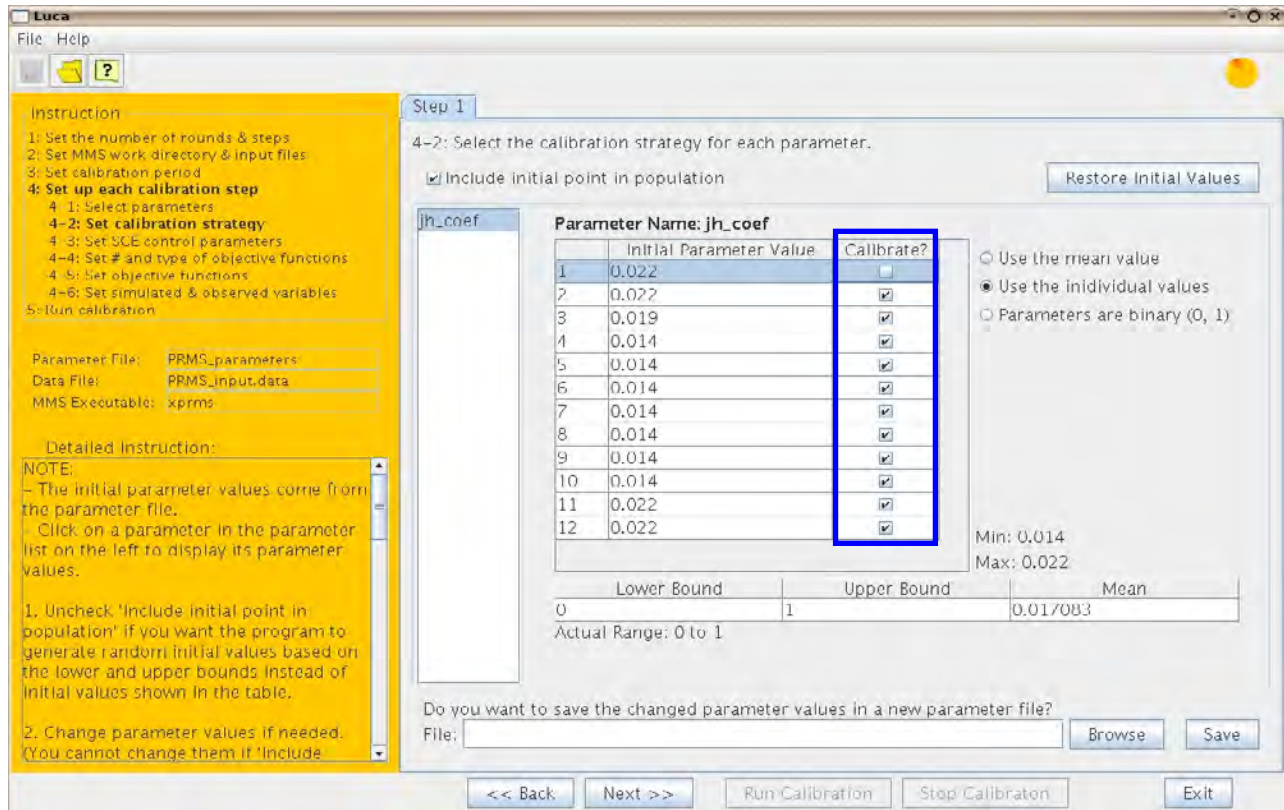 Luca
File Help
?
Instruction
1: Set the number of rounds & steps
2: Set MMS work directory & input files
3: Set calibration period
4: Set up each calibration step
4-1: Select parameters
4-2: Set calibration strategy
4-3: Set SCE control parameters
4-4: Set # and type of objective functions
4-5: Set objective functions
4-6: Set simulated & observed variables
5: Run calibration
Parameter File: PRMS_parameters
Data File: PRMS_input.data
MMS Executable: xprms
Detailed Instruction:
NOTE:
- The initial parameter values come from
the parameter file.
- Click on a parameter in the parameter
list on the left to display its parameter
values.
1. Uncheck 'Include initial point in
population' if you want the program to
generate random initial values based on
the lower and upper bounds instead of
initial values shown in the table.
2. Change parameter values if needed.
(You cannot change them if 'Include
Step 1
4-2: Select the calibration strategy for each parameter.
Include initial point in population
Restore Initial Values
jh_coef
Parameter Name: jh_coef
Initial Parameter Value Calibrate?
1 0.022
2 0.022
3 0.019
4 0.014
5 0.014
6 0.014
7 0.014
8 0.014
9 0.014
10 0.014
11 0.022
12 0.022
Use the mean value
Use the inidividual values
Parameters are binary (0, 1)
Min: 0.014
Max: 0.022
Lower Bound Upper Bound Mean
0 1 0.017083
Actual Range: 0 to 1
Do you want to save the changed parameter values in a new parameter file?
File: Browse Save
<< Back Next >> Run Calibration Stop Calibraton Exit